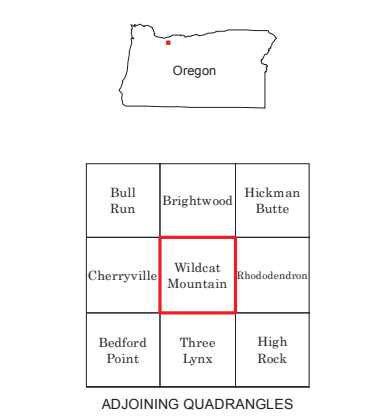 Oregon
Bull
Run
Brightwood
Hickman
Butte
Cherryville
Wildcat
Mountain
Rhododendron
Bedford
Point
Three
Lynx
High
Rock
ADJOINING QUADRANGLES